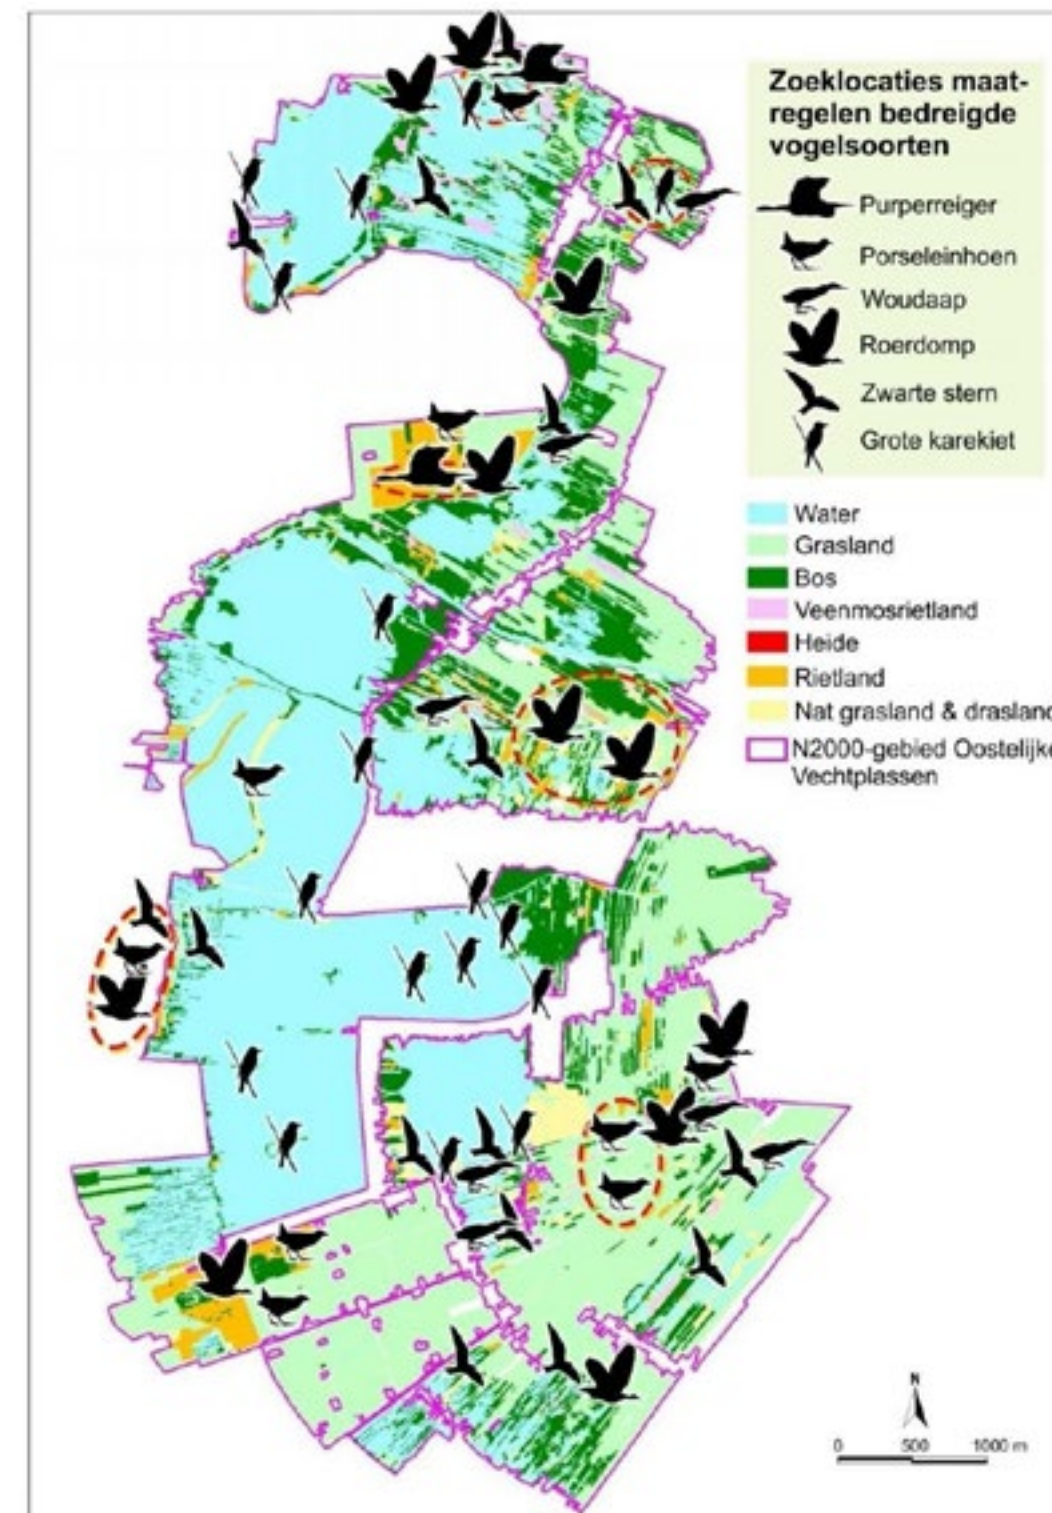 Zoeklocaties maat-
regelen bedreigde
vogelsoorten
Purperreiger
Porseleinhoen
Woudaap
Roerdomp
Zwarte stern
Grote karekiet
Water
Grasland
Bos
Veenmosrietland
Heide
Rietland
Nat grasland & drasland
N2000-gebied Oostelijke
Vechtplassen
N
0 500 1000 m